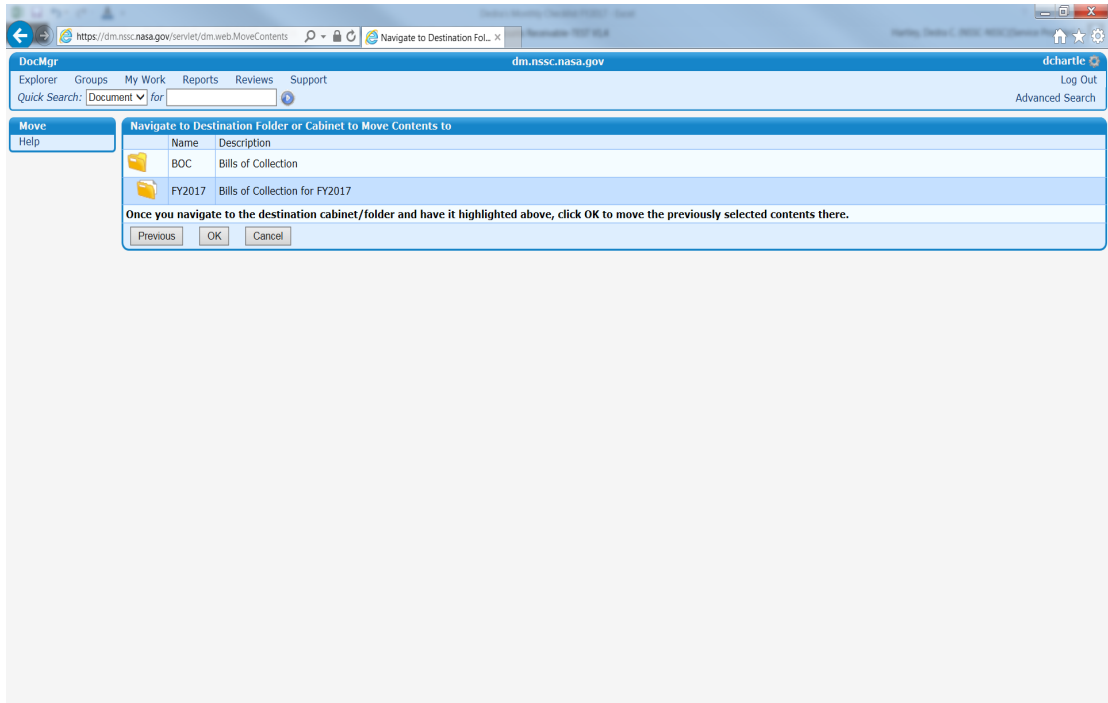 https://dm.nssc.nasa.gov/servlet/dm.web.MoveContents
Navigate to Destination Fol...
DocMgr dm.nssc.nasa.gov dchartle
Explorer Groups My Work Reports Reviews Support Log Out
Quick Search: Document for Advanced Search
Move
Help
Navigate to Destination Folder or Cabinet to Move Contents to
Name Description
BOC Bills of Collection
FY2017 Bills of Collection for FY2017
Once you navigate to the destination cabinet/folder and have it highlighted above, click OK to move the previously selected contents there.
Previous OK Cancel